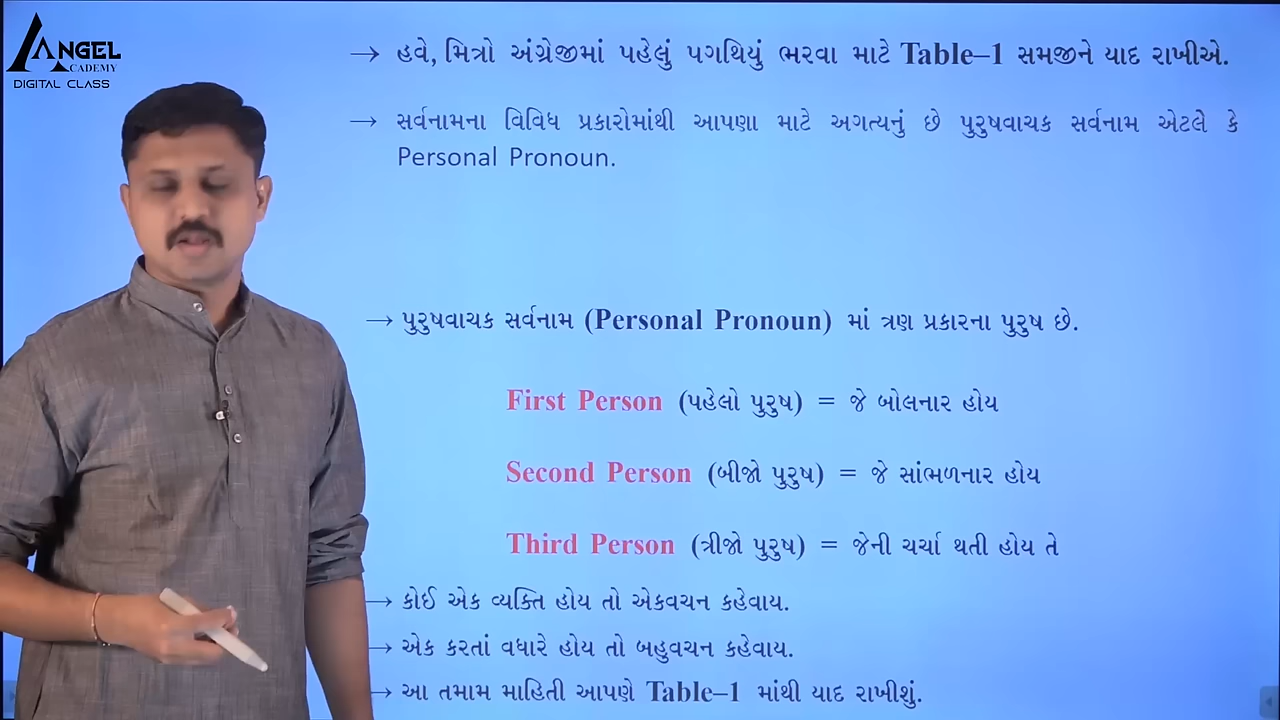 ANGEL
ACADEMY
DIGITAL CLASS
→ હવે, મિત્રો અંગ્રેજીમાં પહેલું પગથિયું ભરવા માટે Table–1 સમજીને યાદ રાખીએ.
→ સર્વનામના વિવિધ પ્રકારોમાંથી આપણા માટે અગત્યનું છે પુરુષવાચક સર્વનામ એટલે કે
Personal Pronoun.
→ પુરુષવાચક સર્વનામ (Personal Pronoun) માં ત્રણ પ્રકારના પુરુષ છે.
First Person (પહેલો પુરુષ) = જે બોલનાર હોય
Second Person (બીજો પુરુષ) = જે સાંભળનાર હોય
Third Person (ત્રીજો પુરુષ) = જેની ચર્ચા થતી હોય તે
→ કોઈ એક વ્યક્તિ હોય તો એકવચન કહેવાય.
→ એક કરતાં વધારે હોય તો બહુવચન કહેવાય.
→ આ તમામ માહિતી આપણે Table–1 માંથી યાદ રાખીશું.